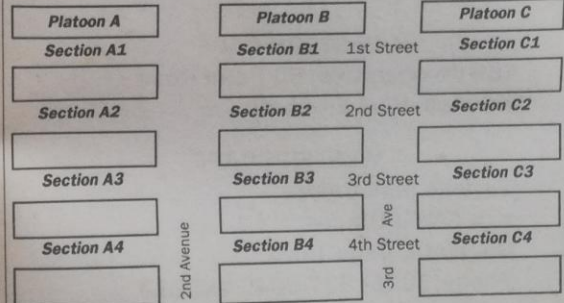 Platoon A Platoon B Platoon C
Section A1 Section B1 1st Street Section C1
Section A2 Section B2 2nd Street Section C2
Section A3 Section B3 3rd Street Section C3
Section A4 Section B4 4th Street Section C4
2nd Avenue
3rd Ave